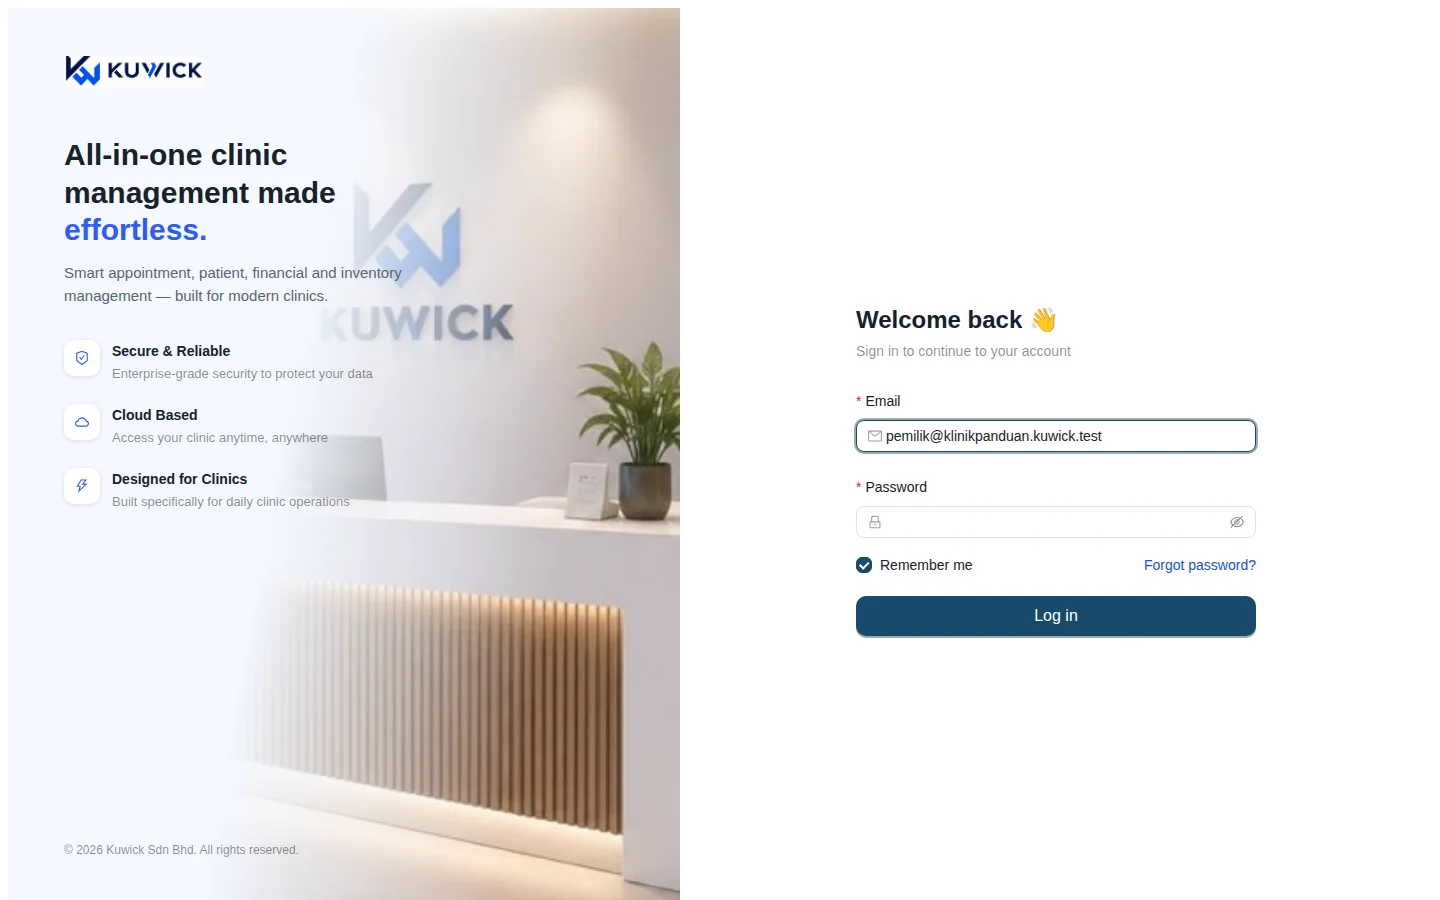 KUWICK
All-in-one clinic
management made
effortless.
Smart appointment, patient, financial and inventory
management — built for modern clinics.
KUWICK
Secure & Reliable
Enterprise-grade security to protect your data
Cloud Based
Access your clinic anytime, anywhere
Designed for Clinics
Built specifically for daily clinic operations
© 2026 Kuwick Sdn Bhd. All rights reserved.
Welcome back 👋
Sign in to continue to your account
* Email
pemilik@klinikpanduan.kuwick.test
* Password
Remember me
Forgot password?
Log in